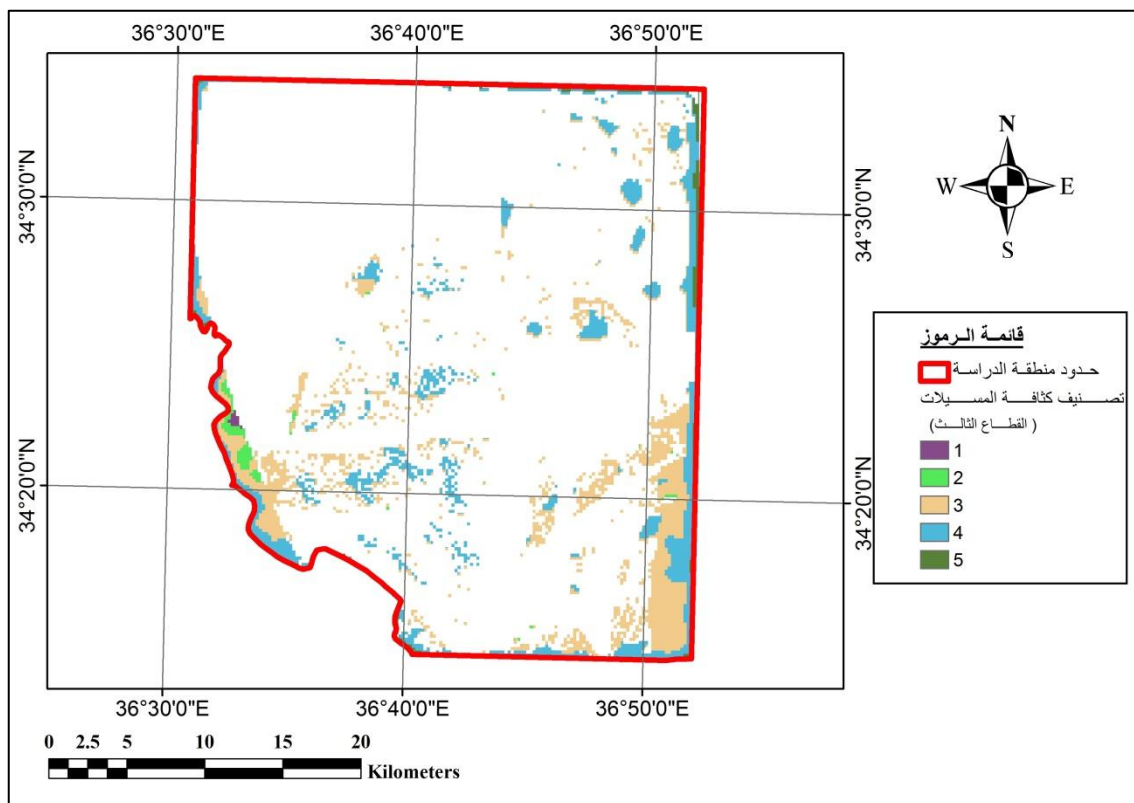 36°30'0"E 36°40'0"E 36°50'0"E
34°30'0"N
34°20'0"N
34°30'0"N
34°20'0"N
36°30'0"E 36°40'0"E 36°50'0"E
N
W E
S
قائمة الرموز
حدود منطقة الدراسة
تصنيف كثافة المسيلات
( القطاع الثالث)
1
2
3
4
5
0 2.5 5 10 15 20
Kilometers